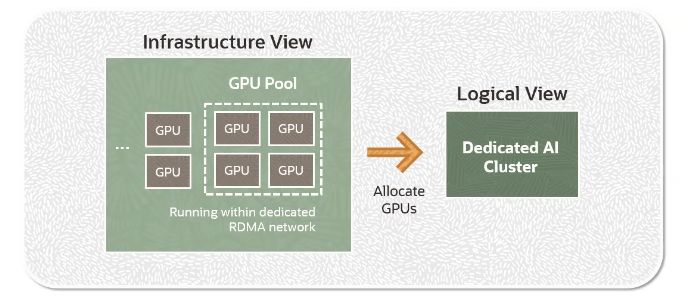 Infrastructure View
GPU Pool
GPU GPU GPU
...
GPU GPU GPU
Running within dedicated
RDMA network
Allocate
GPUs
Logical View
Dedicated AI
Cluster